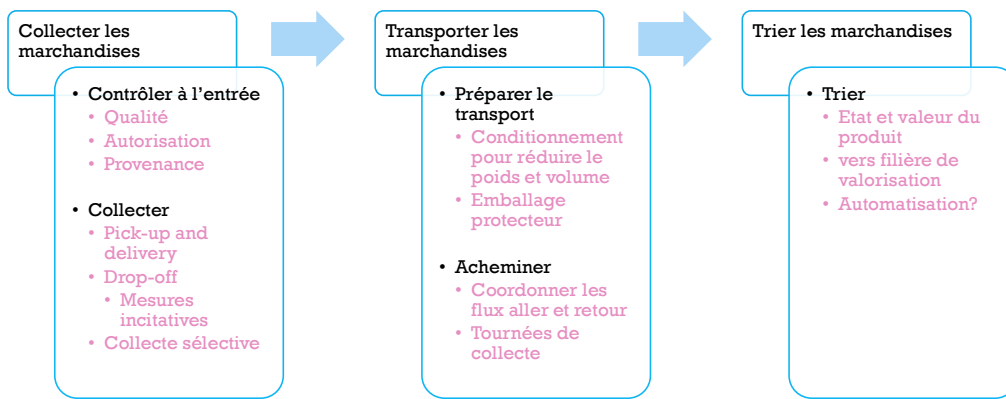 Collecter les
marchandises
• Contrôler à l'entrée
• Qualité
• Autorisation
• Provenance
• Collecter
• Pick-up and
delivery
• Drop-off
• Mesures
incitatives
• Collecte sélective
Transporter les
marchandises
• Préparer le
transport
• Conditionnement
pour réduire le
poids et volume
• Emballage
protecteur
• Acheminer
• Coordonner les
flux aller et retour
• Tournées de
collecte
Trier les marchandises
• Trier
• Etat et valeur du
produit
• vers filière de
valorisation
• Automatisation?